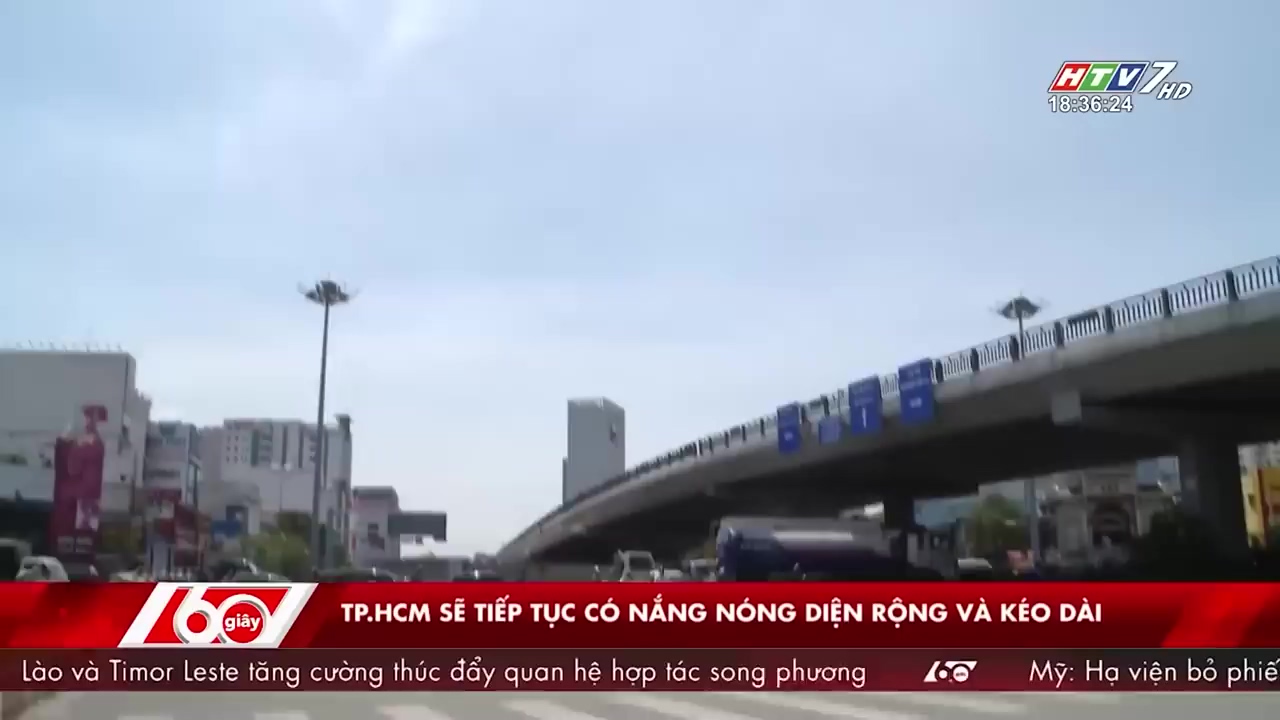 HTV7 HD
18:36:24
60 giây
TP.HCM SẼ TIẾP TỤC CÓ NẮNG NÓNG DIỆN RỘNG VÀ KÉO DÀI
Lào và Timor Leste tăng cường thúc đẩy quan hệ hợp tác song phương 60 giây Mỹ: Hạ viện bỏ phiế